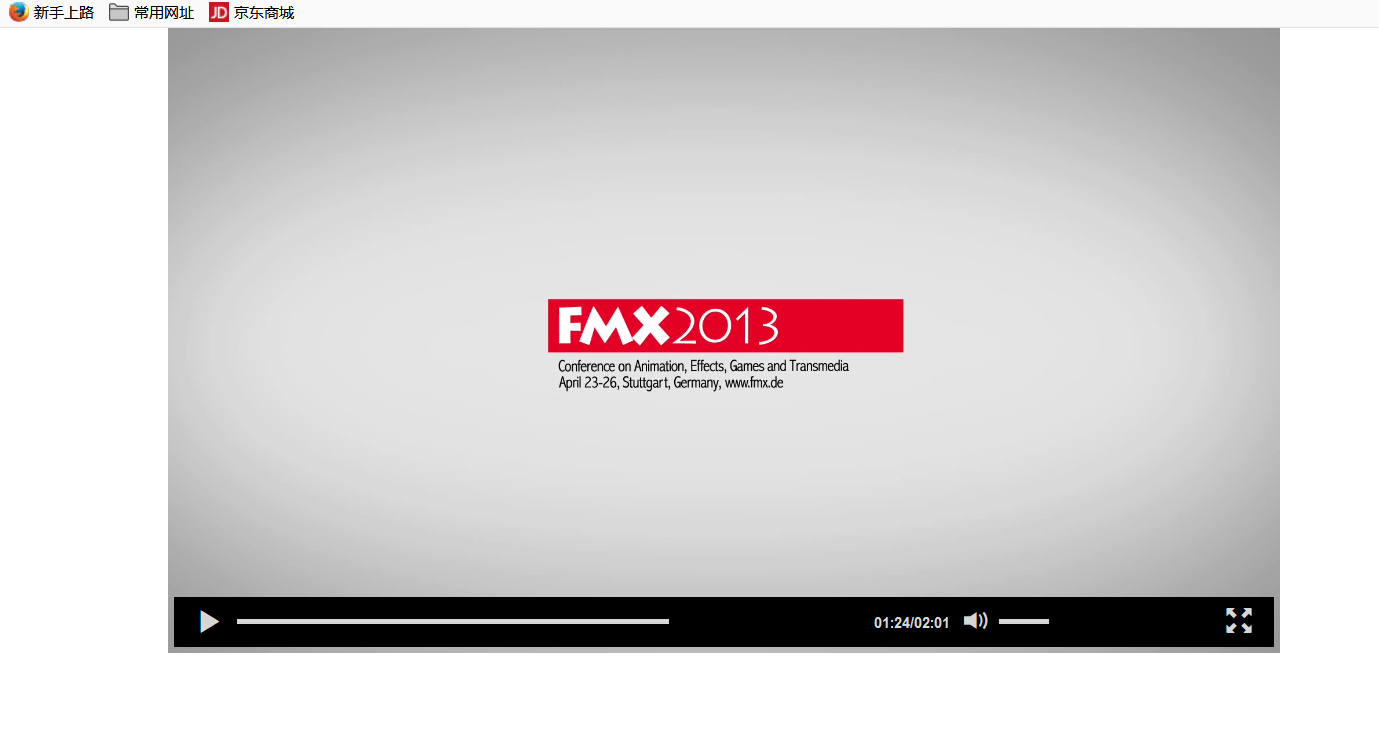 新手上路 常用网址 JD 京东商城
FMX2013
Conference on Animation, Effects, Games and Transmedia
April 23-26, Stuttgart, Germany, www.fmx.de
01:24/02:01